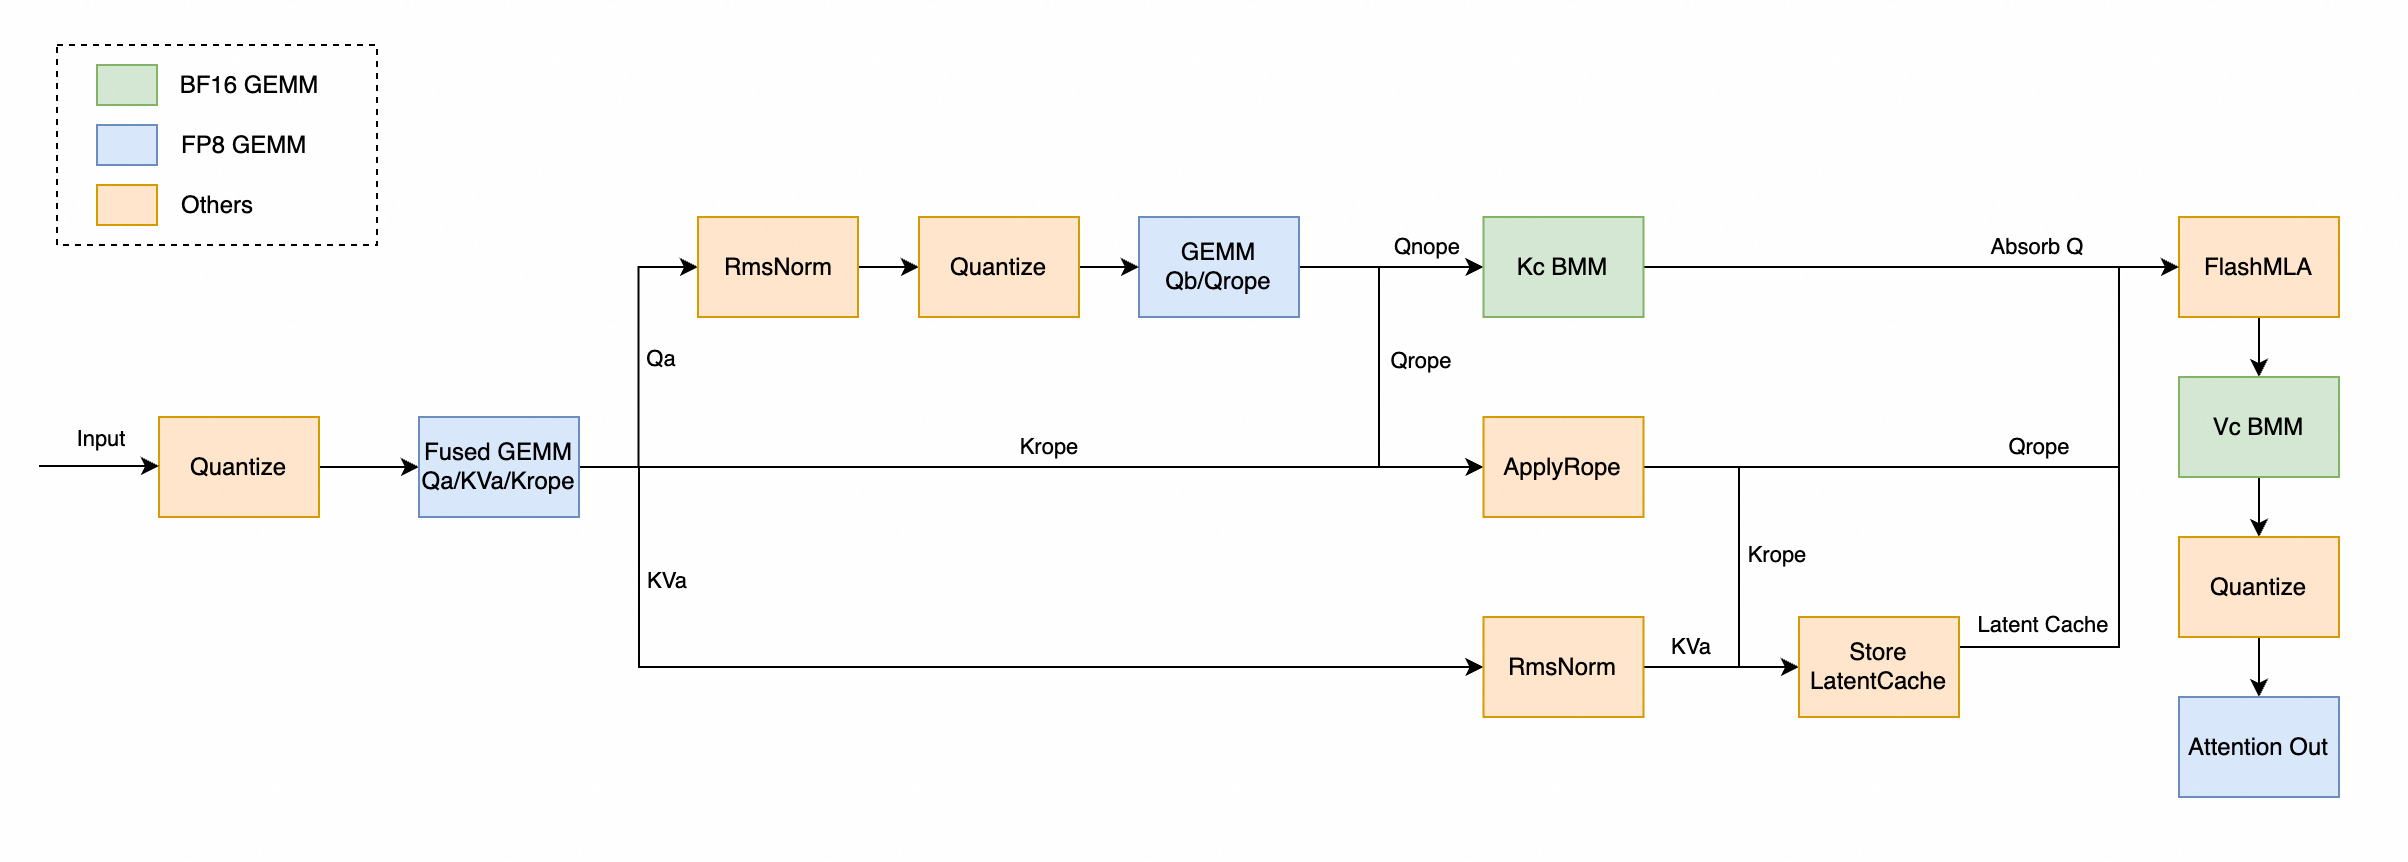 BF16 GEMM
FP8 GEMM
Others
Input
Quantize
Fused GEMM
Qa/KVa/Krope
Qa
KVa
RmsNorm
Quantize
GEMM
Qb/Qrope
Qnope
Qrope
Krope
Kc BMM
ApplyRope
RmsNorm
Absorb Q
Qrope
Krope
KVa
Store
LatentCache
Latent Cache
FlashMLA
Vc BMM
Quantize
Attention Out